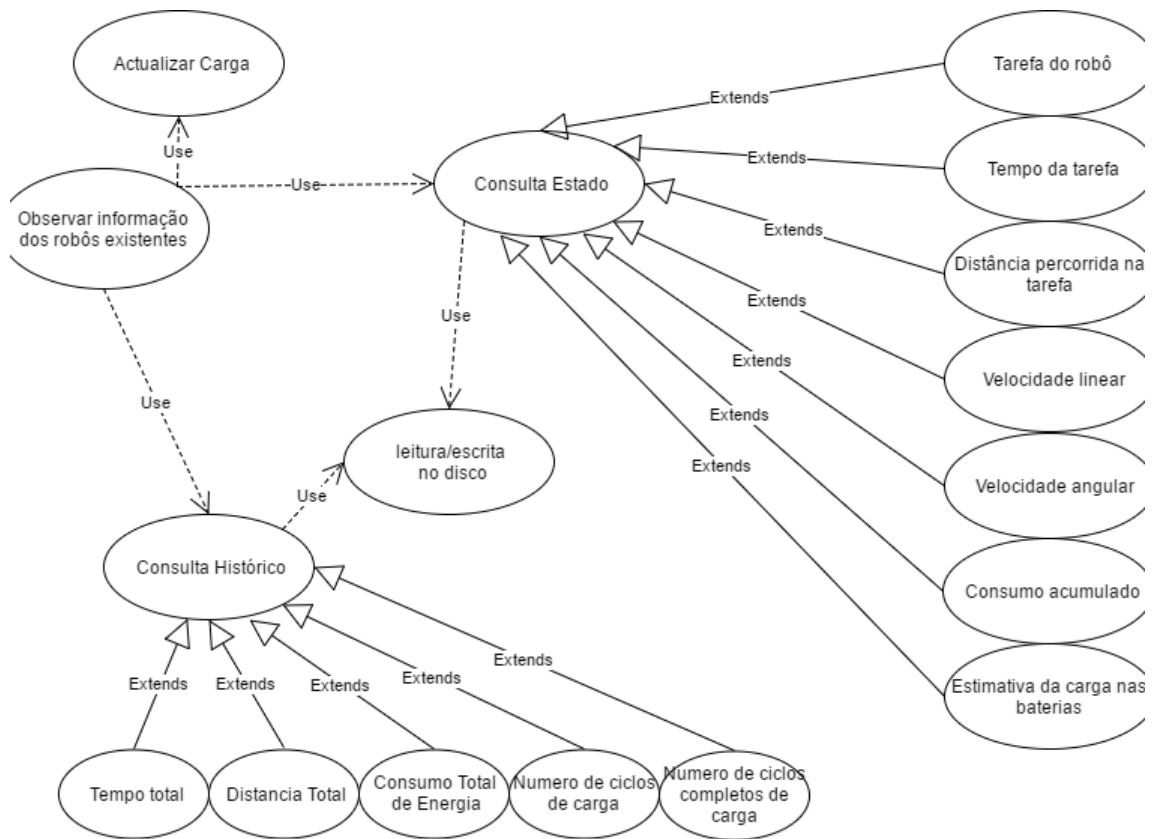 Actualizar Carga
Tarefa do robô
Extends
Use
Extends
Tempo da tarefa
Use
Consulta Estado
Observar informação
dos robôs existentes
Extends
Distância percorrida na
tarefa
Extends
Use
Velocidade linear
Extends
Use
Extends
leitura/escrita
no disco
Extends
Velocidade angular
Use
Consulta Histórico
Consumo acumulado
Extends
Extends
Extends
Extends
Extends
Estimativa da carga nas
baterias
Tempo total
Distancia Total
Consumo Total
de Energia
Numero de ciclos
de carga
Numero de ciclos
completos de
carga